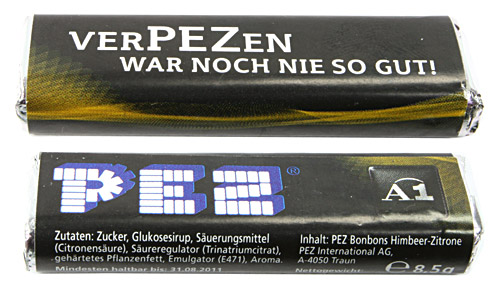 VERPEZEN
WAR NOCH NIE SO GUT!
PEZ®
A1
Zutaten: Zucker, Glukosesirup, Säuerungsmittel
(Citronensäure), Säureregulator (Trinatriumcitrat),
gehärtetes Pflanzenfett, Emulgator (E471), Aroma.
Mindesten haltbar bis: 31.08.2011
Inhalt: PEZ Bonbons Himbeer-Zitrone
PEZ International AG,
A-4050 Traun
Nettogewicht:
℮ 8,5g